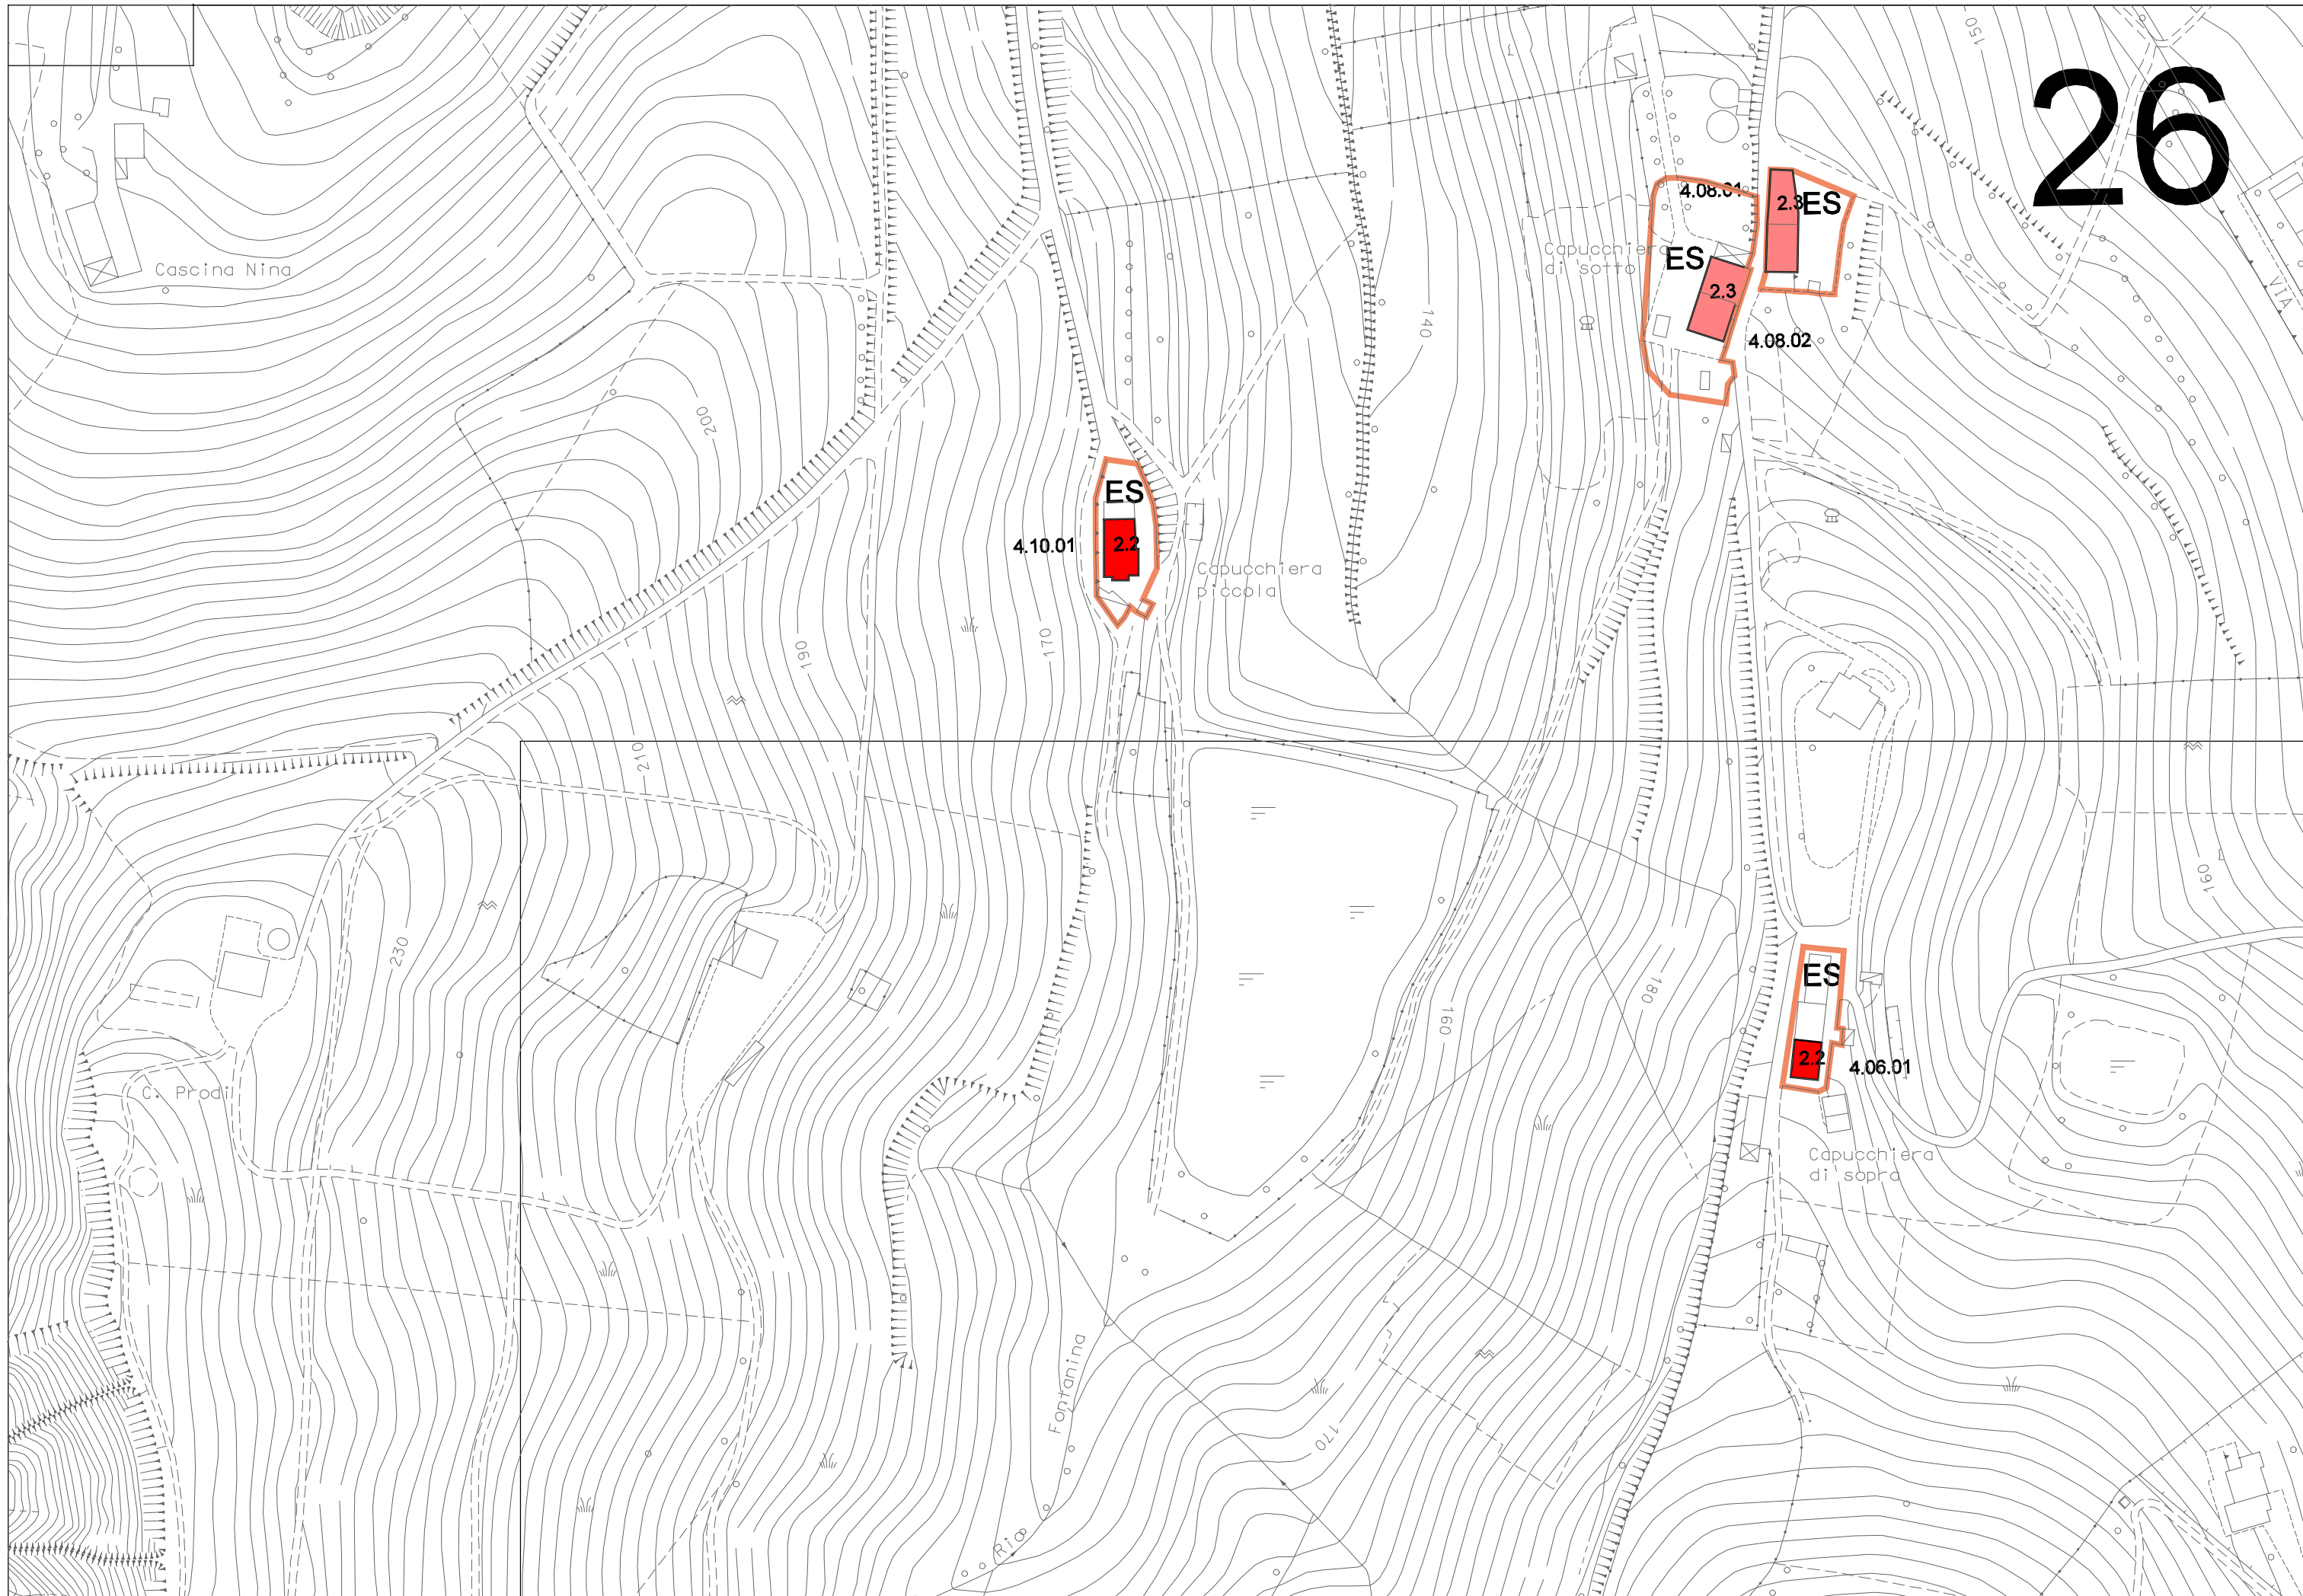 150
26
4.08.01
2.3
ES
Capucchiera
di sotto
ES
Cascina Nina
2.3
VIA
140
4.08.02
200
ES
4.10.01
2.2
Capucchiera
piccola
170
190
210
160
230
ES
180
160
2.2
4.06.01
C. Prodi
Capucchiera
di sopra
Fontanina
170
Rio